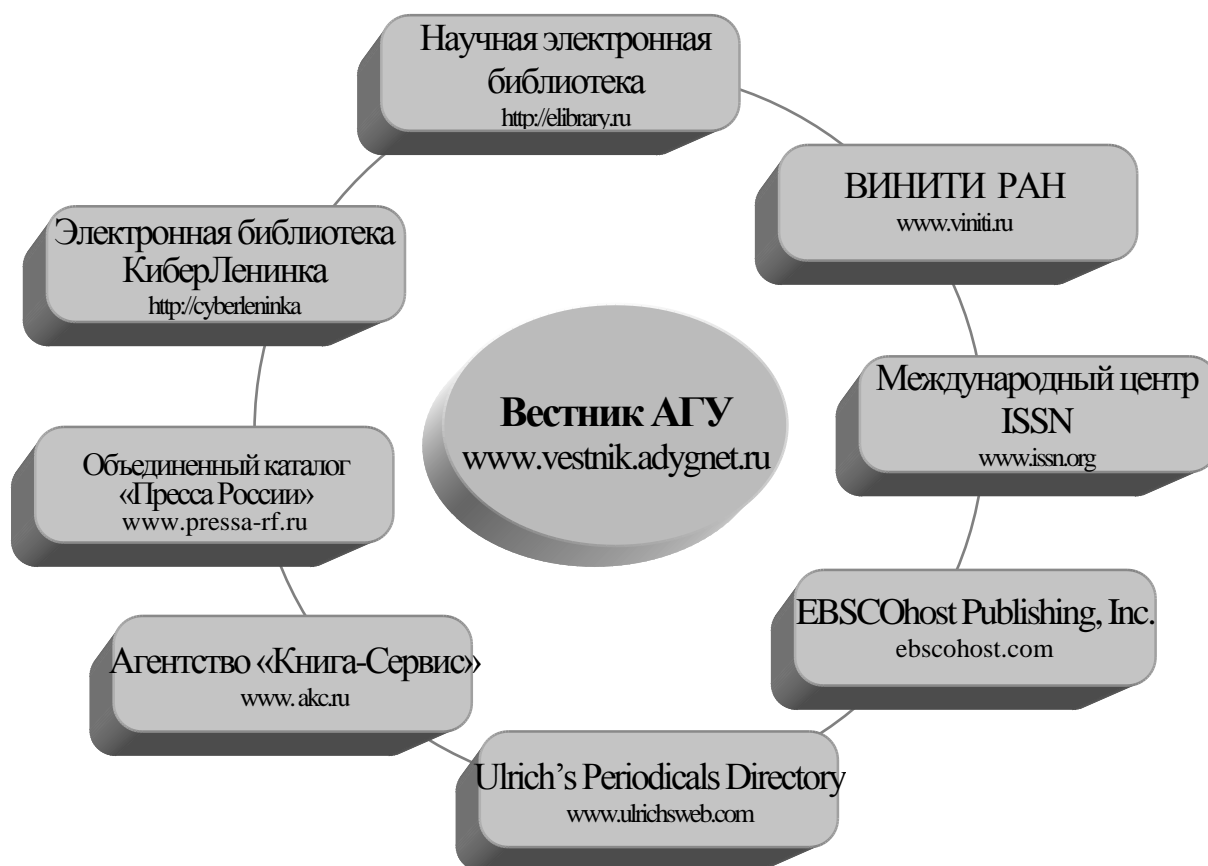 Научная электронная
библиотека
http://elibrary.ru
ВИНИТИ РАН
www.viniti.ru
Электронная библиотека
КиберЛенинка
http://cyberleninka
Международный центр
ISSN
www.issn.org
Вестник АГУ
www.vestnik.adygnet.ru
Объединенный каталог
«Пресса России»
www.pressa-rf.ru
EBSCOhost Publishing, Inc.
ebscohost.com
Агентство «Книга-Сервис»
www. akc.ru
Ulrich’s Periodicals Directory
www.ulrichsweb.com